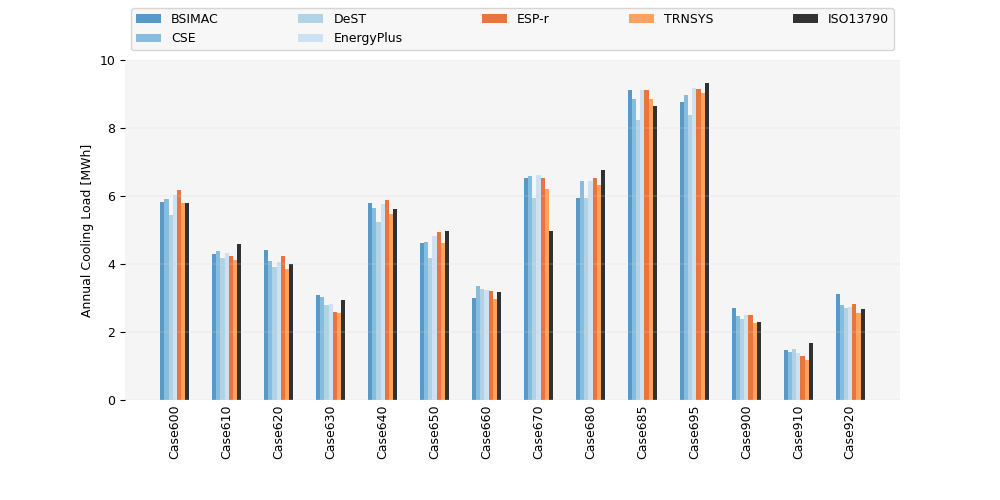 BSIMAC DeST ESP-r TRNSYS ISO13790
CSE EnergyPlus
10
8
6
4
2
0
Annual Cooling Load [MWh]
Case600 Case610 Case620 Case630 Case640 Case650 Case660 Case670 Case680 Case685 Case695 Case900 Case910 Case920